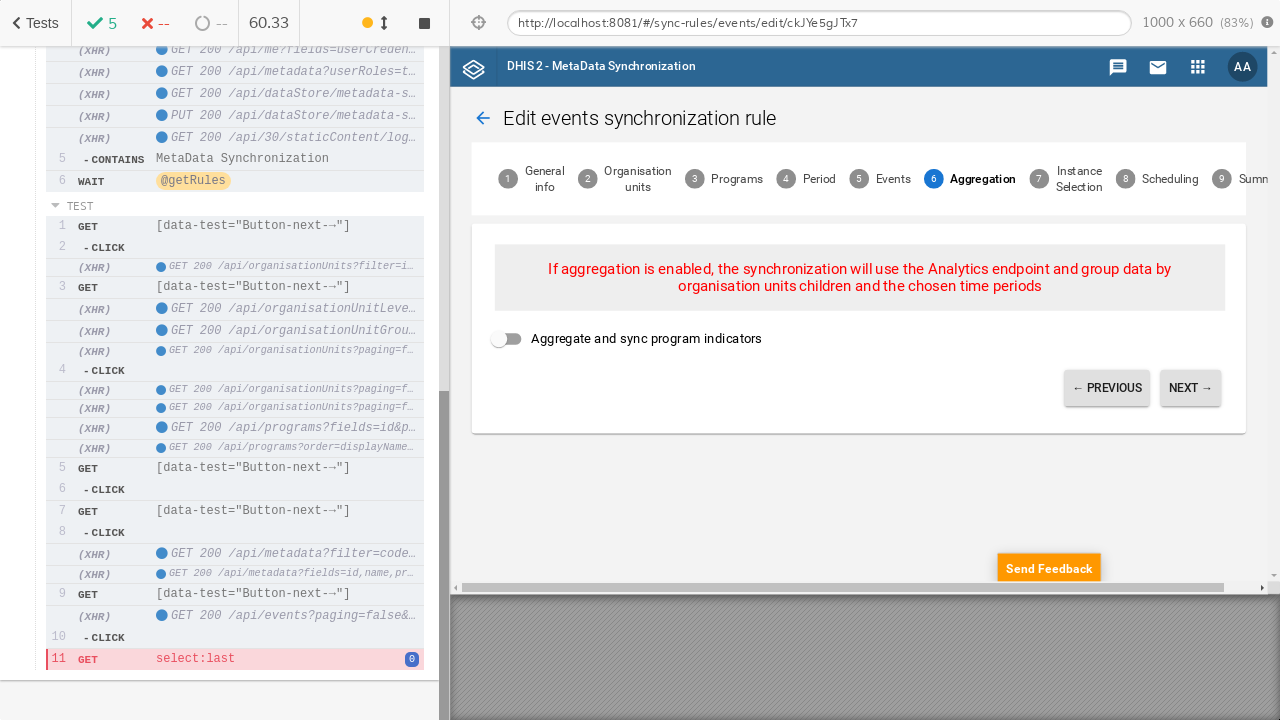 Tests
5
--
--
60.33
http://localhost:8081/#/sync-rules/events/edit/ckJYe5gJTx7
1000 x 660 (83%)
(XHR) GET 200 /api/me?fields=userCreden…
(XHR) GET 200 /api/metadata?userRoles=t…
(XHR) GET 200 /api/dataStore/metadata-s…
(XHR) PUT 200 /api/dataStore/metadata-s…
(XHR) GET 200 /api/30/staticContent/log…
5 -CONTAINS MetaData Synchronization
6 WAIT @getRules
TEST
1 GET [data-test="Button-next-→"]
2 -CLICK
(XHR) GET 200 /api/organisationUnits?filter=i…
3 GET [data-test="Button-next-→"]
(XHR) GET 200 /api/organisationUnitLeve…
(XHR) GET 200 /api/organisationUnitGrou…
(XHR) GET 200 /api/organisationUnits?paging=f…
4 -CLICK
(XHR) GET 200 /api/organisationUnits?paging=f…
(XHR) GET 200 /api/organisationUnits?paging=f…
(XHR) GET 200 /api/programs?fields=id&p…
(XHR) GET 200 /api/programs?order=displayName…
5 GET [data-test="Button-next-→"]
6 -CLICK
7 GET [data-test="Button-next-→"]
8 -CLICK
(XHR) GET 200 /api/metadata?filter=code…
(XHR) GET 200 /api/metadata?fields=id,name,pr…
9 GET [data-test="Button-next-→"]
(XHR) GET 200 /api/events?paging=false&…
10 -CLICK
11 GET select:last 0
DHIS 2 - MetaData Synchronization
AA
Edit events synchronization rule
1 General info
2 Organisation units
3 Programs
4 Period
5 Events
6 Aggregation
7 Instance Selection
8 Scheduling
9 Summ
If aggregation is enabled, the synchronization will use the Analytics endpoint and group data by
organisation units children and the chosen time periods
Aggregate and sync program indicators
← PREVIOUS
NEXT →
Send Feedback